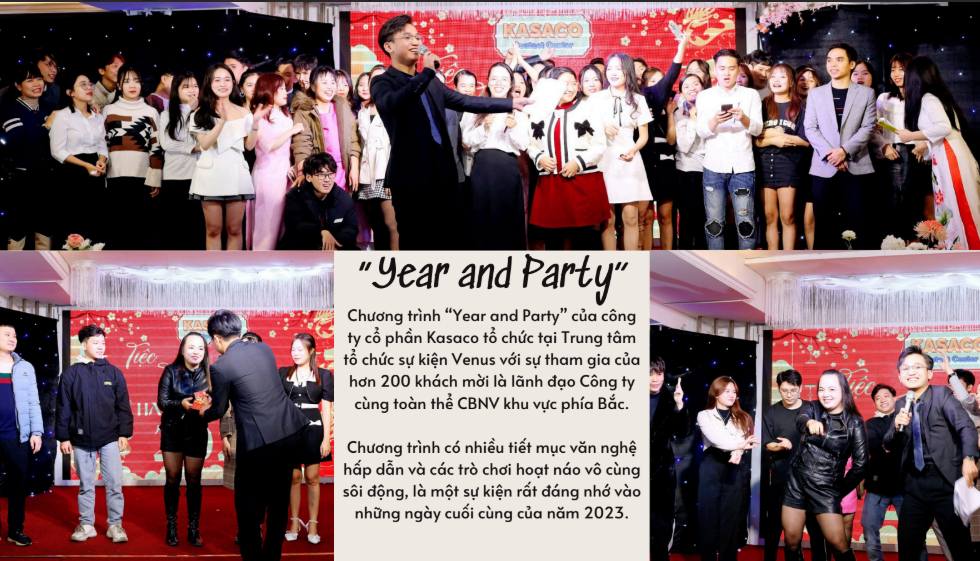 KASACO
Contact Center
Tiệc
KASACO
Tiệc
"Year and Party"
Chương trình "Year and Party" của công
ty cổ phần Kasaco tổ chức tại Trung tâm
tổ chức sự kiện Venus với sự tham gia của
hơn 200 khách mời là lãnh đạo Công ty
cùng toàn thể CBNV khu vực phía Bắc.
Chương trình có nhiều tiết mục văn nghệ
hấp dẫn và các trò chơi hoạt náo vô cùng
sôi động, là một sự kiện rất đáng nhớ vào
những ngày cuối cùng của năm 2023.